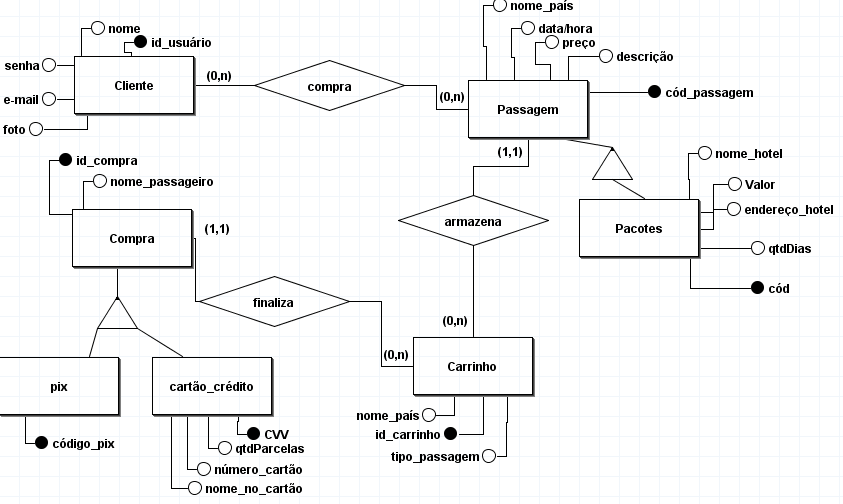 nome_país
nome
data/hora
id_usuário
preço
senha
descrição
(0,n)
Cliente
compra
cód_passagem
e-mail
(0,n)
Passagem
foto
(1,1)
nome_hotel
id_compra
nome_passageiro
Valor
endereço_hotel
armazena
(1,1)
Pacotes
Compra
qtdDias
cód
finaliza
(0,n)
(0,n)
Carrinho
pix
cartão_crédito
nome_país
id_carrinho
CVV
código_pix
qtdParcelas
tipo_passagem
número_cartão
nome_no_cartão